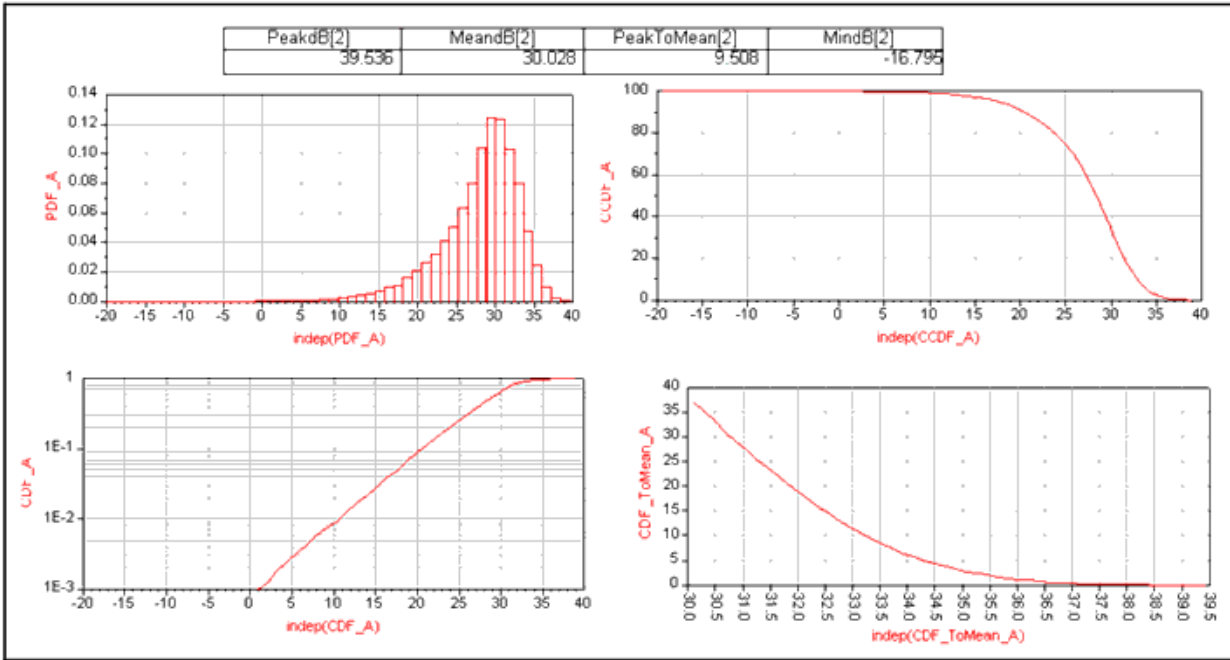 PeakdB[2] MeandB[2] PeakToMean[2] MindB[2]
39.536 30.028 9.508 -16.795
0.14
0.12
0.10
0.08
0.06
0.04
0.02
0.00
PDF_A
-20 -15 -10 -5 0 5 10 15 20 25 30 35 40
indep(PDF_A)
100
80
60
40
20
0
CCDF_A
-20 -15 -10 -5 0 5 10 15 20 25 30 35 40
indep(CCDF_A)
1
1E-1
1E-2
1E-3
CDF_A
-20 -15 -10 -5 0 5 10 15 20 25 30 35 40
indep(CDF_A)
40
35
30
25
20
15
10
5
0
CDF_ToMean_A
30.0 30.5 31.0 31.5 32.0 32.5 33.0 33.5 34.0 34.5 35.0 35.5 36.0 36.5 37.0 37.5 38.0 38.5 39.0 39.5
indep(CDF_ToMean_A)